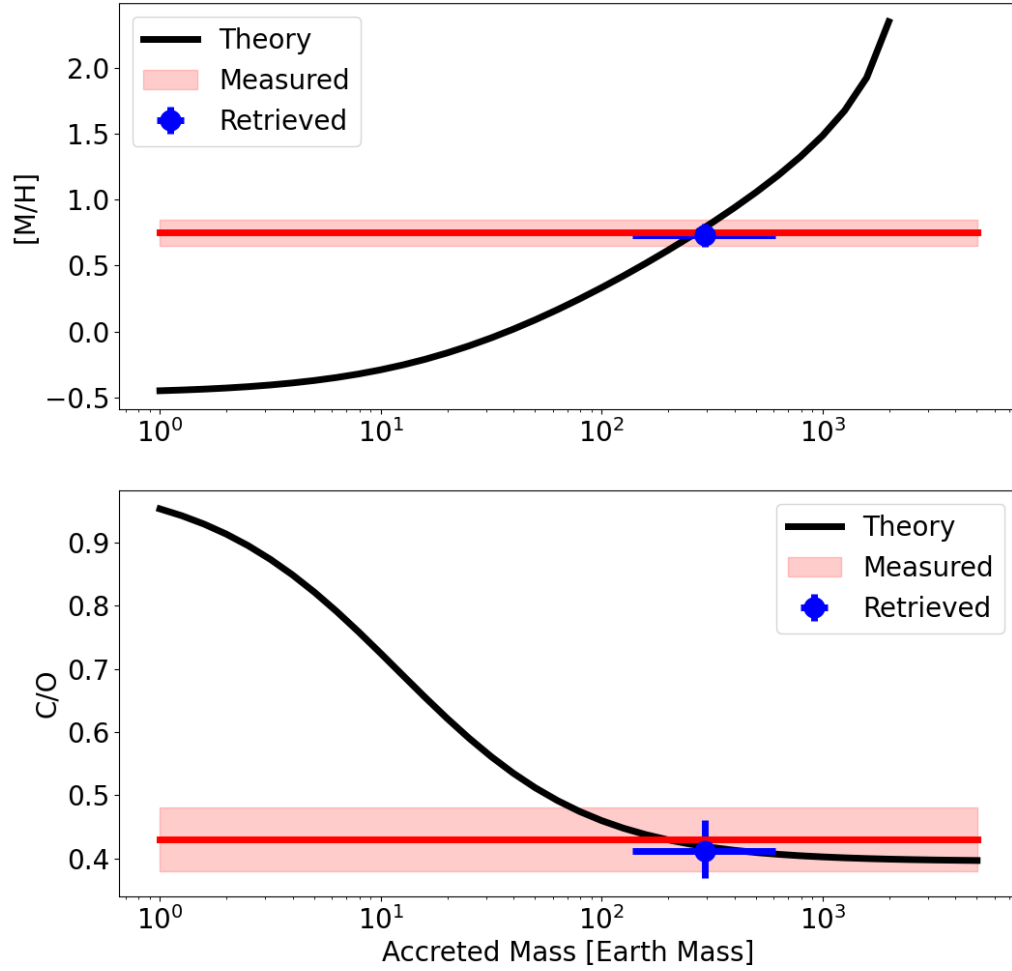 Theory
Measured
Retrieved
[M/H]
2.0
1.5
1.0
0.5
0.0
−0.5
10⁰ 10¹ 10² 10³
Theory
Measured
Retrieved
C/O
0.9
0.8
0.7
0.6
0.5
0.4
10⁰ 10¹ 10² 10³
Accreted Mass [Earth Mass]